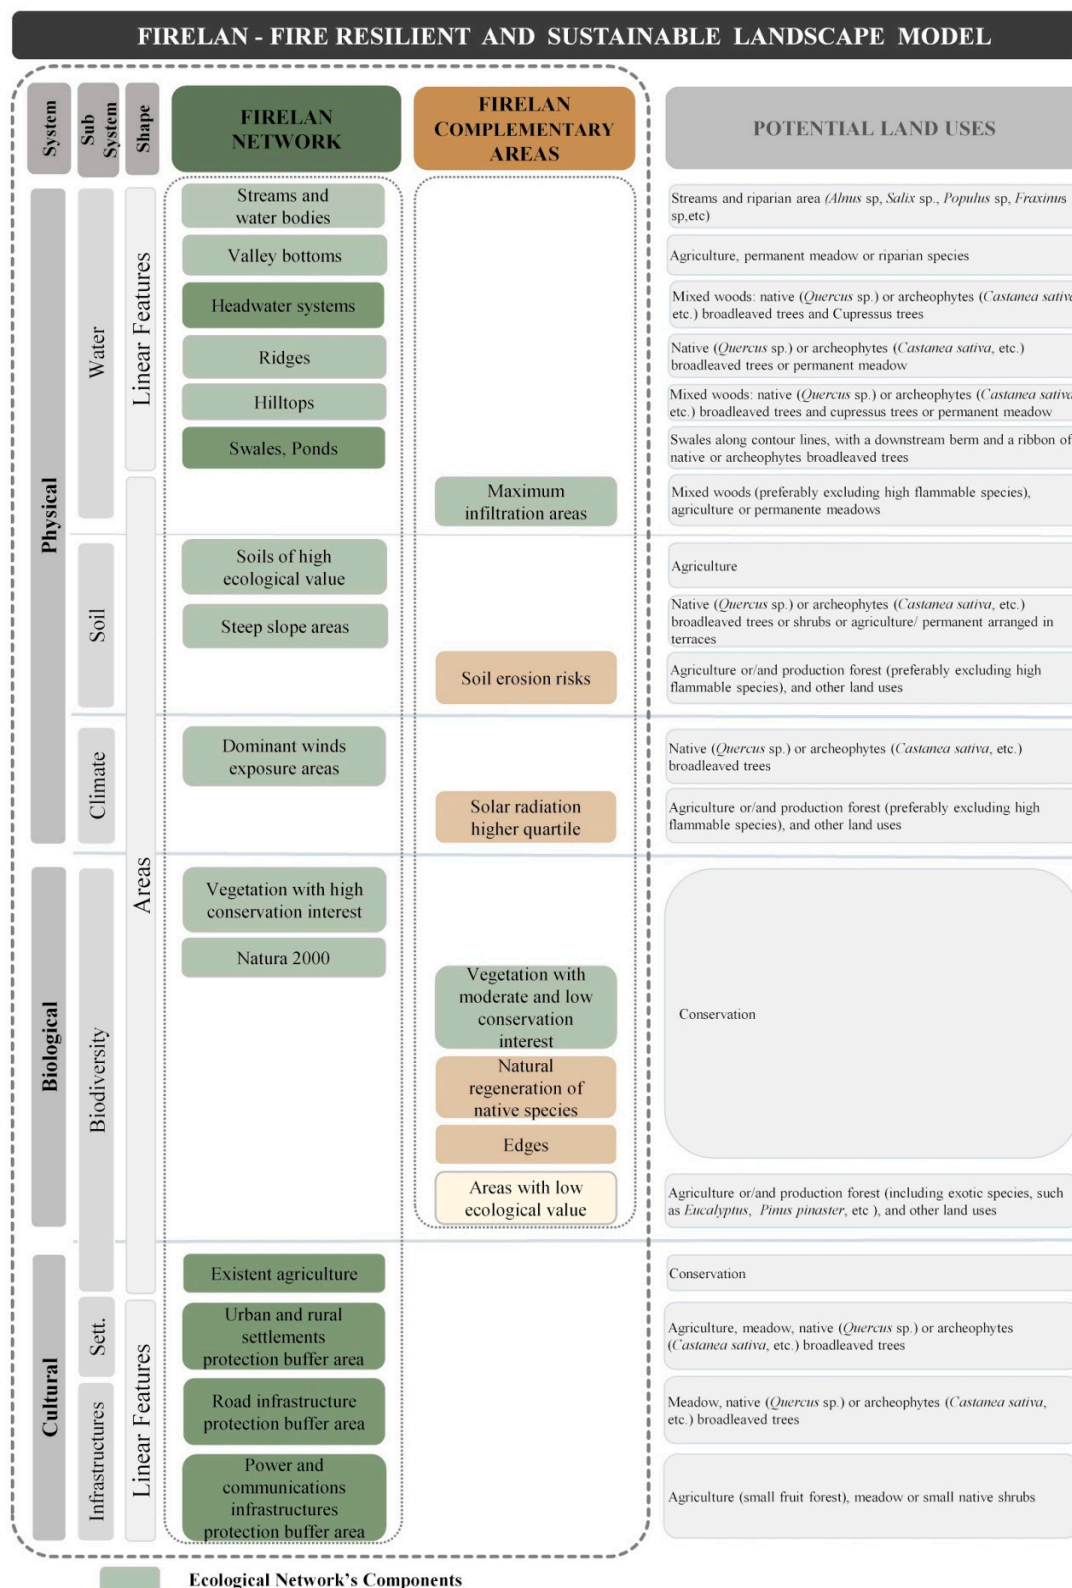 FIRELAN - FIRE RESILIENT AND SUSTAINABLE LANDSCAPE MODEL
System
Sub
System
Shape
FIRELAN
NETWORK
FIRELAN
COMPLEMENTARY
AREAS
POTENTIAL LAND USES
Physical
Water
Linear Features
Streams and
water bodies
Streams and riparian area (Alnus sp, Salix sp., Populus sp, Fraxinus
sp,etc)
Valley bottoms
Agriculture, permanent meadow or riparian species
Headwater systems
Mixed woods: native (Quercus sp.) or archeophytes (Castanea sativa
etc.) broadleaved trees and Cupressus trees
Ridges
Native (Quercus sp.) or archeophytes (Castanea sativa, etc.)
broadleaved trees or permanent meadow
Hilltops
Mixed woods: native (Quercus sp.) or archeophytes (Castanea sativa
etc.) broadleaved trees and cupressus trees or permanent meadow
Swales, Ponds
Swales along contour lines, with a downstream berm and a ribbon of
native or archeophytes broadleaved trees
Areas
Maximum
infiltration areas
Mixed woods (preferably excluding high flammable species),
agriculture or permanente meadows
Soil
Soils of high
ecological value
Agriculture
Steep slope areas
Native (Quercus sp.) or archeophytes (Castanea sativa, etc.)
broadleaved trees or shrubs or agriculture/ permanent arranged in
terraces
Soil erosion risks
Agriculture or/and production forest (preferably excluding high
flammable species), and other land uses
Climate
Dominant winds
exposure areas
Native (Quercus sp.) or archeophytes (Castanea sativa, etc.)
broadleaved trees
Solar radiation
higher quartile
Agriculture or/and production forest (preferably excluding high
flammable species), and other land uses
Biological
Biodiversity
Vegetation with high
conservation interest
Natura 2000
Vegetation with
moderate and low
conservation
interest
Conservation
Natural
regeneration of
native species
Edges
Areas with low
ecological value
Agriculture or/and production forest (including exotic species, such
as Eucalyptus, Pinus pinaster, etc ), and other land uses
Cultural
Existent agriculture
Conservation
Sett.
Linear Features
Urban and rural
settlements
protection buffer area
Agriculture, meadow, native (Quercus sp.) or archeophytes
(Castanea sativa, etc.) broadleaved trees
Infrastructures
Road infrastructure
protection buffer area
Meadow, native (Quercus sp.) or archeophytes (Castanea sativa,
etc.) broadleaved trees
Power and
communications
infrastructures
protection buffer area
Agriculture (small fruit forest), meadow or small native shrubs
Ecological Network's Components